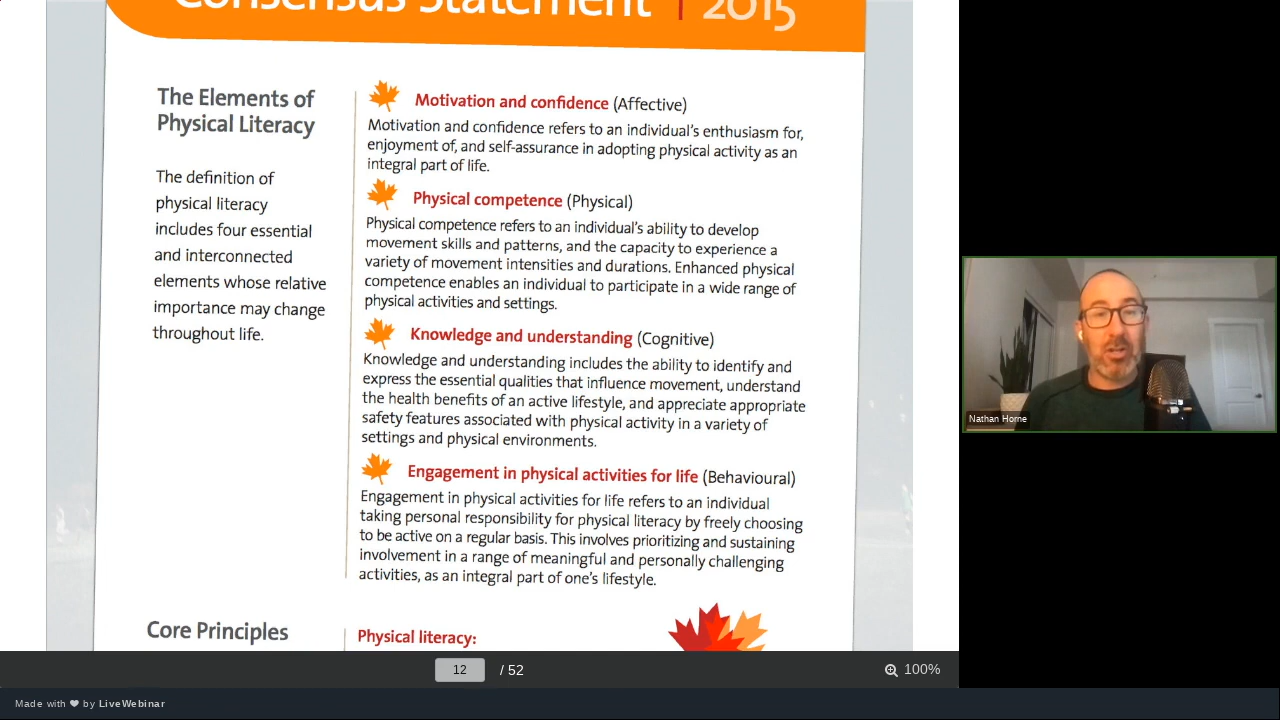 Consensus Statement | 2015
The Elements of
Physical Literacy
The definition of
physical literacy
includes four essential
and interconnected
elements whose relative
importance may change
throughout life.
Motivation and confidence (Affective)
Motivation and confidence refers to an individual's enthusiasm for,
enjoyment of, and self-assurance in adopting physical activity as an
integral part of life.
Physical competence (Physical)
Physical competence refers to an individual's ability to develop
movement skills and patterns, and the capacity to experience a
variety of movement intensities and durations. Enhanced physical
competence enables an individual to participate in a wide range of
physical activities and settings.
Knowledge and understanding (Cognitive)
Knowledge and understanding includes the ability to identify and
express the essential qualities that influence movement, understand
the health benefits of an active lifestyle, and appreciate appropriate
safety features associated with physical activity in a variety of
settings and physical environments.
Engagement in physical activities for life (Behavioural)
Engagement in physical activities for life refers to an individual
taking personal responsibility for physical literacy by freely choosing
to be active on a regular basis. This involves prioritizing and sustaining
involvement in a range of meaningful and personally challenging
activities, as an integral part of one's lifestyle.
Core Principles
Physical literacy:
Nathan Horne
12 / 52
100%
Made with ♥ by LiveWebinar